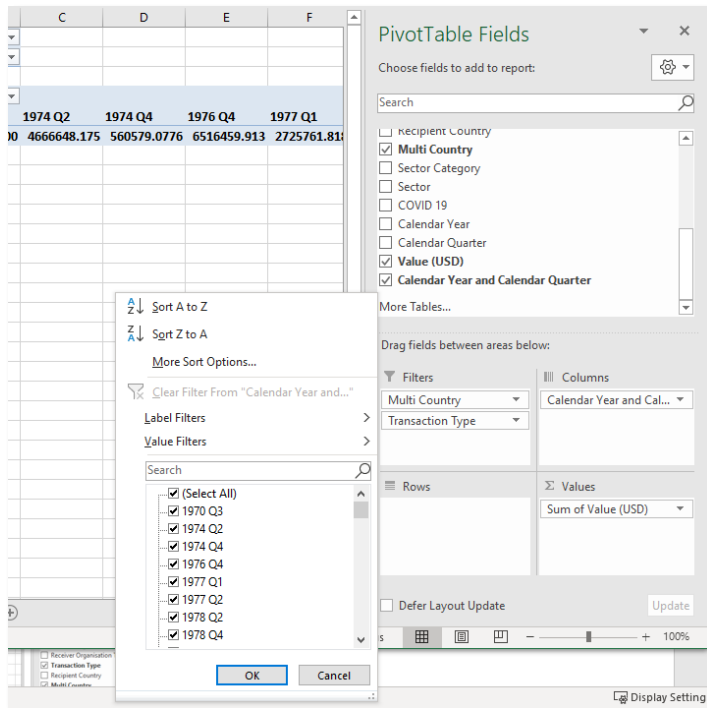 C D E F
1974 Q2 1974 Q4 1976 Q4 1977 Q1
00 4666648.175 560579.0776 6516459.913 2725761.818
PivotTable Fields
Choose fields to add to report:
Search
Recipient Country
Multi Country
Sector Category
Sector
COVID 19
Calendar Year
Calendar Quarter
Value (USD)
Calendar Year and Calendar Quarter
More Tables...
Drag fields between areas below:
Filters
Multi Country
Transaction Type
Columns
Calendar Year and Cal...
Rows
Σ Values
Sum of Value (USD)
Defer Layout Update
Update
Sort A to Z
Sort Z to A
More Sort Options...
Clear Filter From "Calendar Year and..."
Label Filters
Value Filters
Search
(Select All)
1970 Q3
1974 Q2
1974 Q4
1976 Q4
1977 Q1
1977 Q2
1978 Q2
1978 Q4
OK Cancel
100%
Receiver Organisation
Transaction Type
Recipient Country
Multi Country
Display Setting